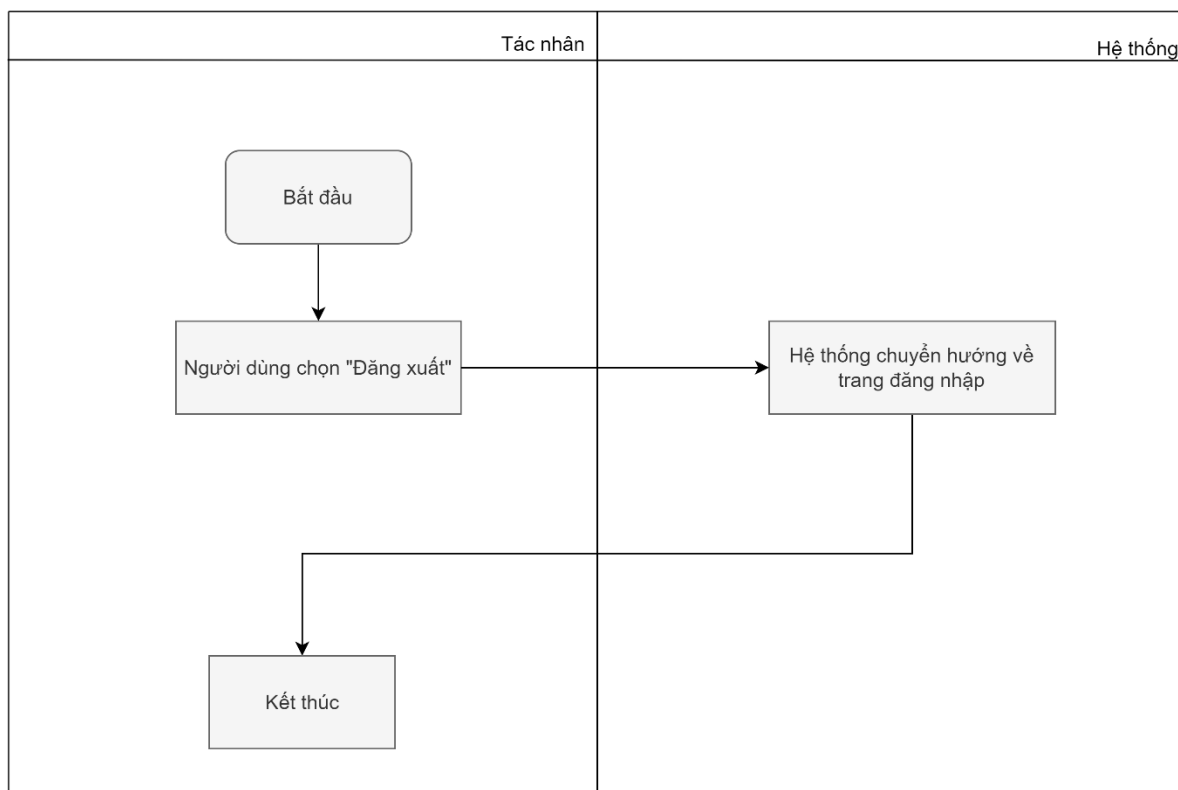 Tác nhân
Hệ thống
Bắt đầu
Người dùng chọn "Đăng xuất"
Hệ thống chuyển hướng về
trang đăng nhập
Kết thúc